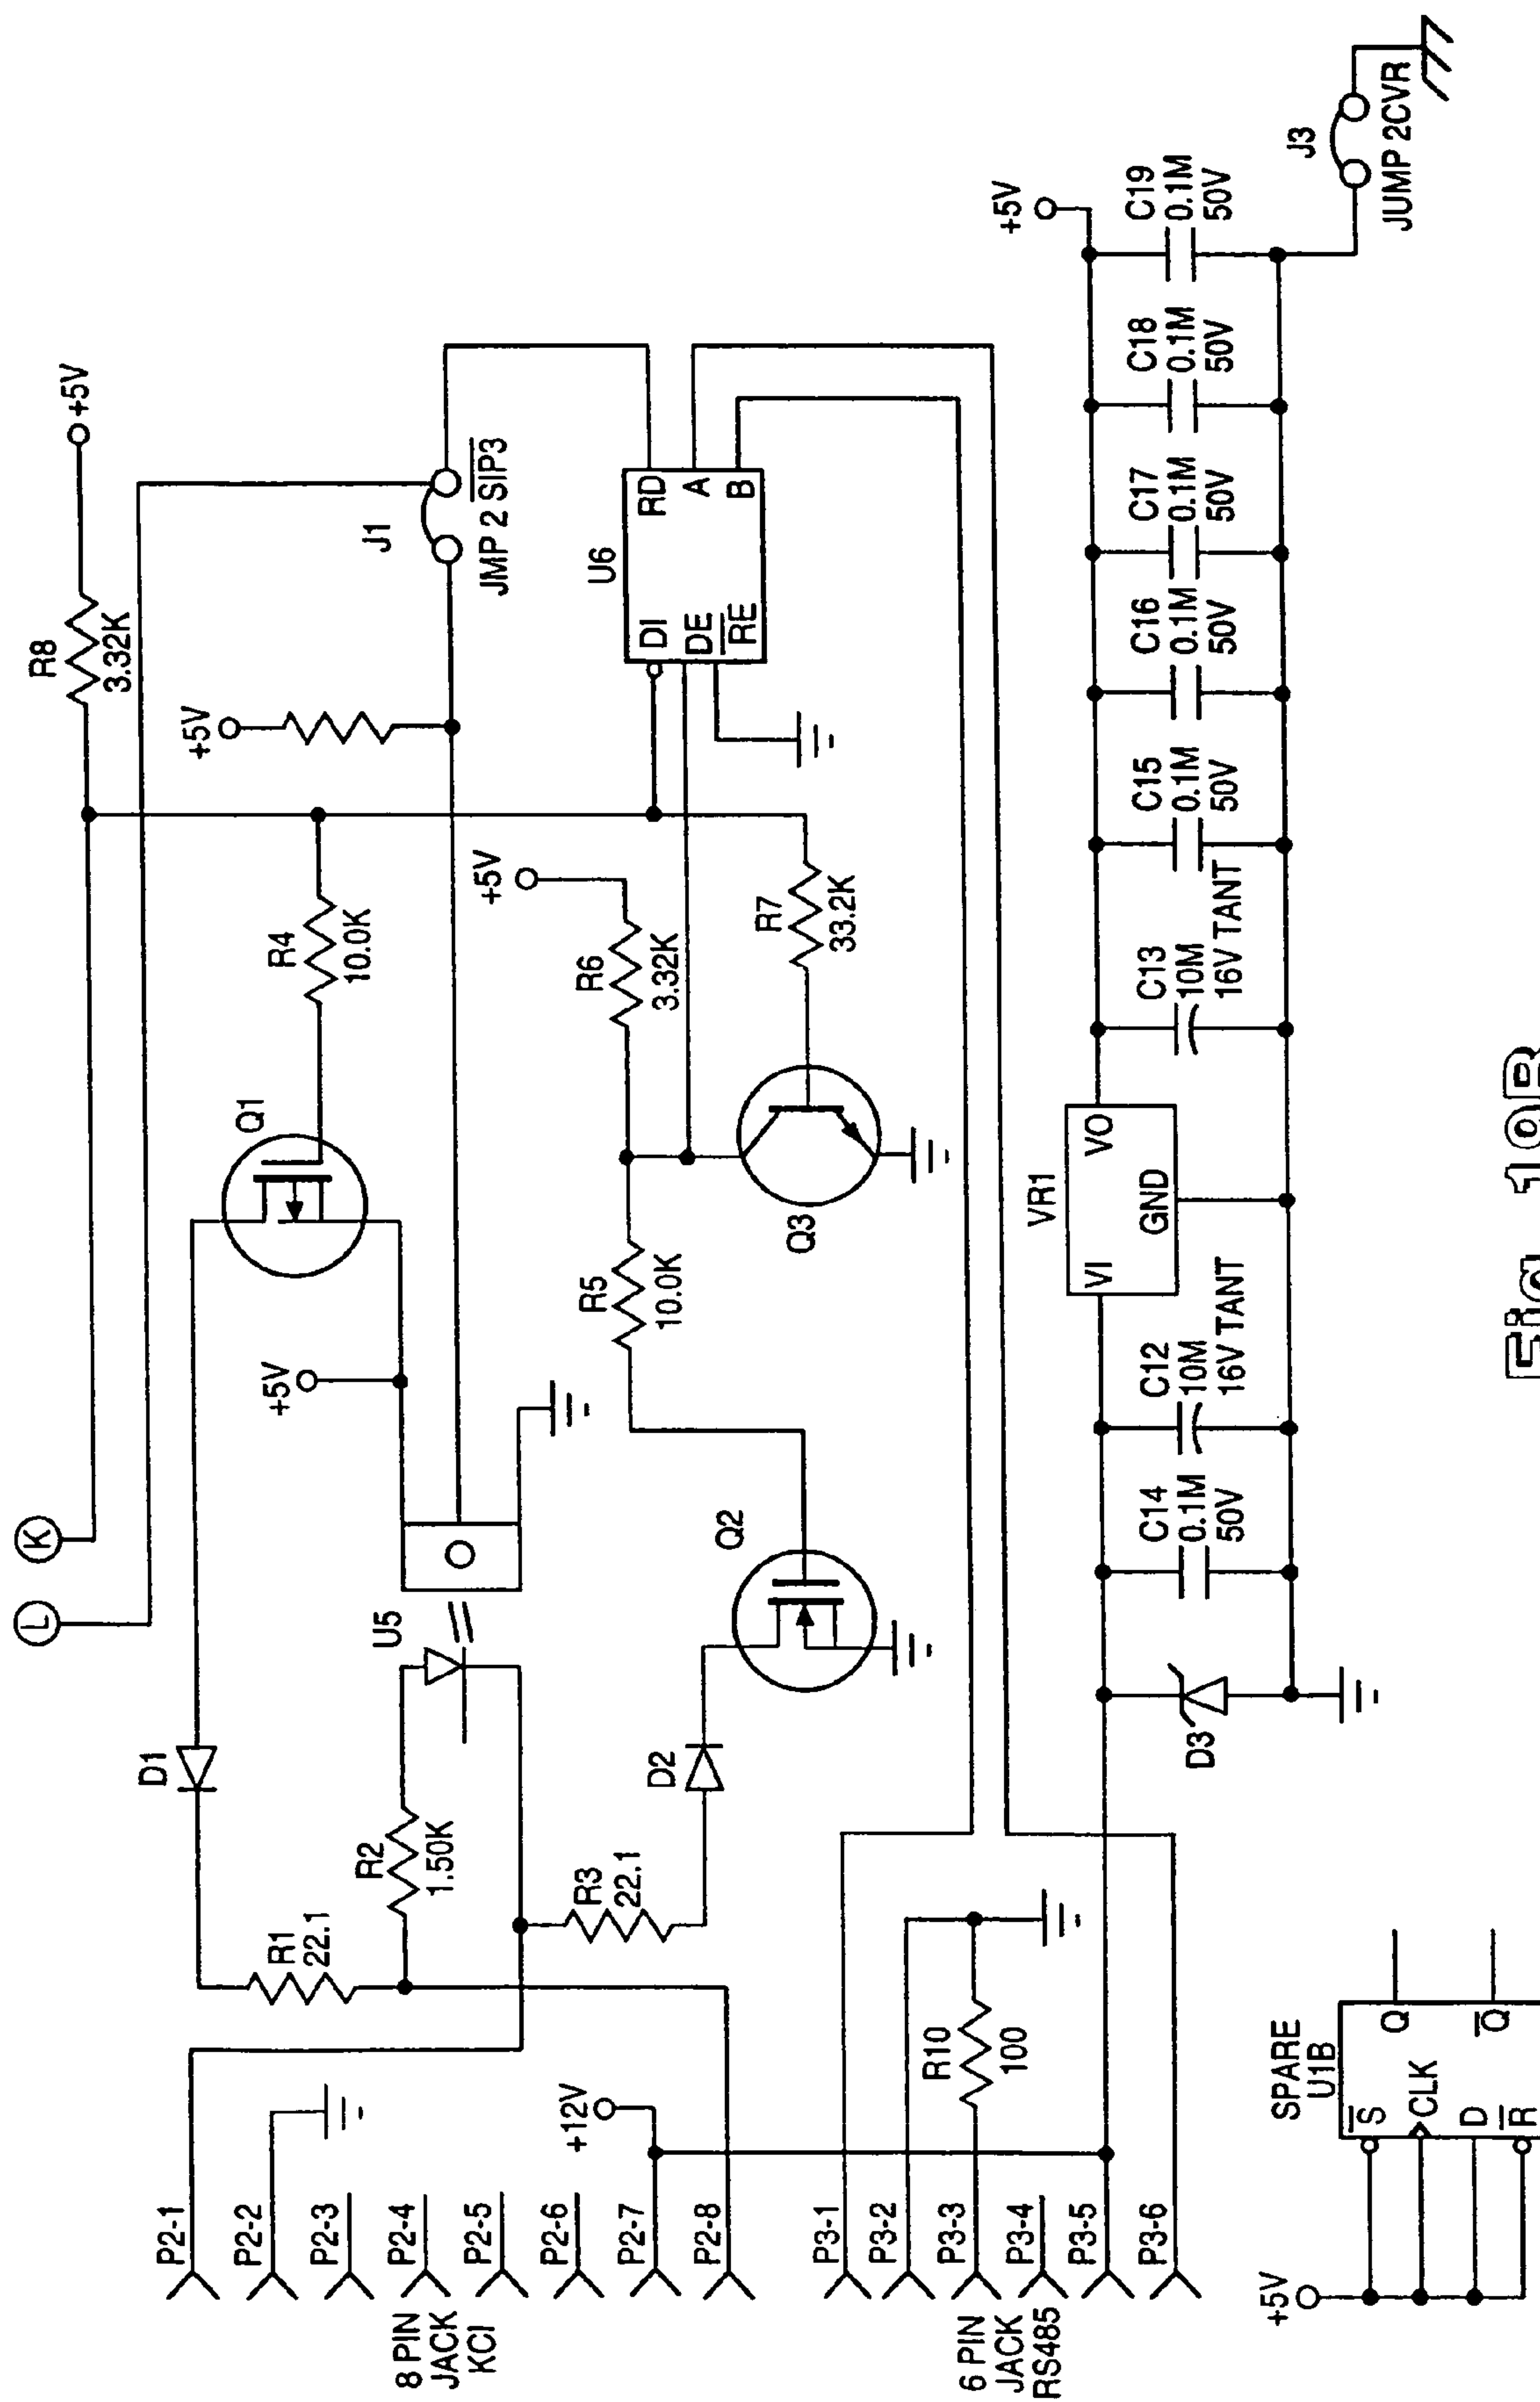 L
K
R8
3.32K
+5V
D1
Q1
R4
10.0K
+5V
J1
JMP 2 SIP3
R1
22.1
R2
1.50K
U5
+5V
+5V
R3
22.1
D2
Q2
R5
10.0K
R6
3.32K
R7
33.2K
Q3
U6
DI
DE
RE
RD
A
B
P2-1
P2-2
P2-3
P2-4
P2-5
P2-6
P2-7
P2-8
8 PIN
JACK
KCI
+12V
P3-1
P3-2
P3-3
P3-4
P3-5
P3-6
6 PIN
JACK
RS485
R10
100
D3
C14
0.1M
50V
C12
10M
16V TANT
VR1
VI
VO
GND
C13
10M
16V TANT
C15
0.1M
50V
C16
0.1M
50V
C17
0.1M
50V
C18
0.1M
50V
C19
0.1M
50V
+5V
J3
JUMP 2CVR
+5V
SPARE
U1B
S
CLK
D
R
Q
Q
Fig. 19B